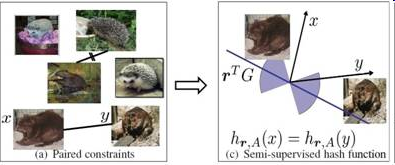 x
y
(a) Paired constraints
x
r^T G
y
h_{r,A}(x) = h_{r,A}(y)
(c) Semi-supervised hash function